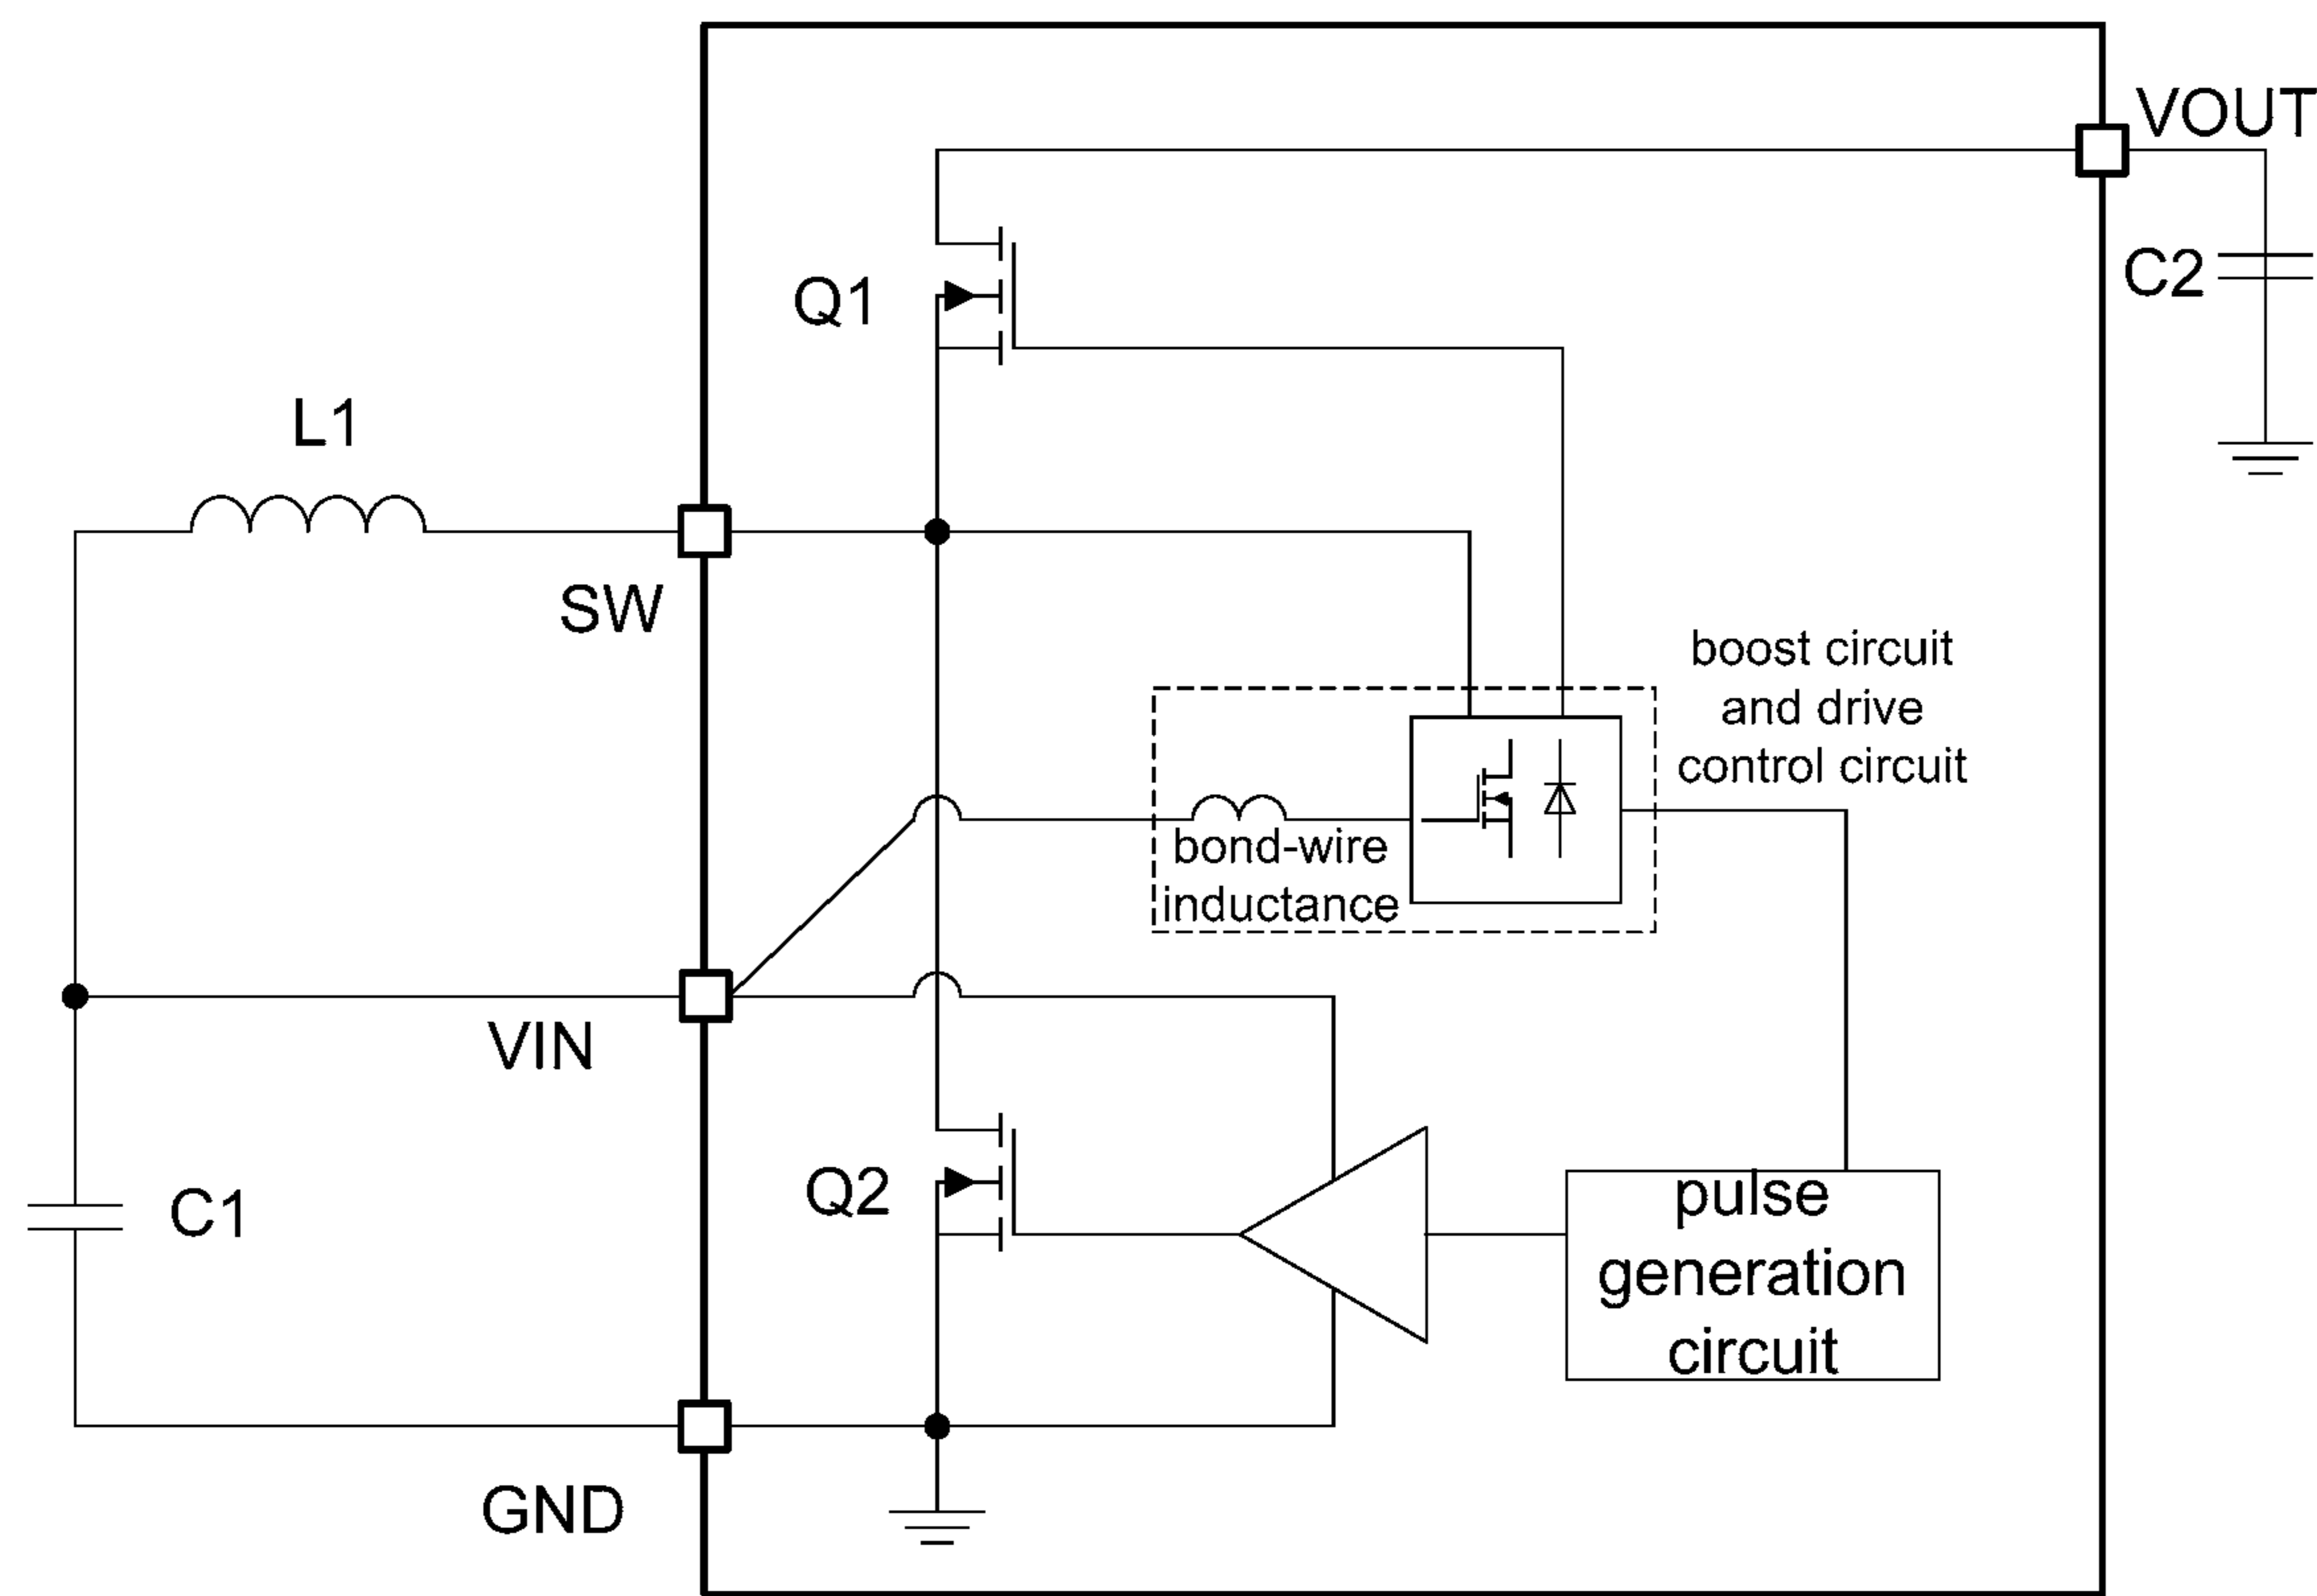 VOUT
C2
Q1
L1
SW
boost circuit
and drive
control circuit
bond-wire
inductance
VIN
Q2
C1
pulse
generation
circuit
GND